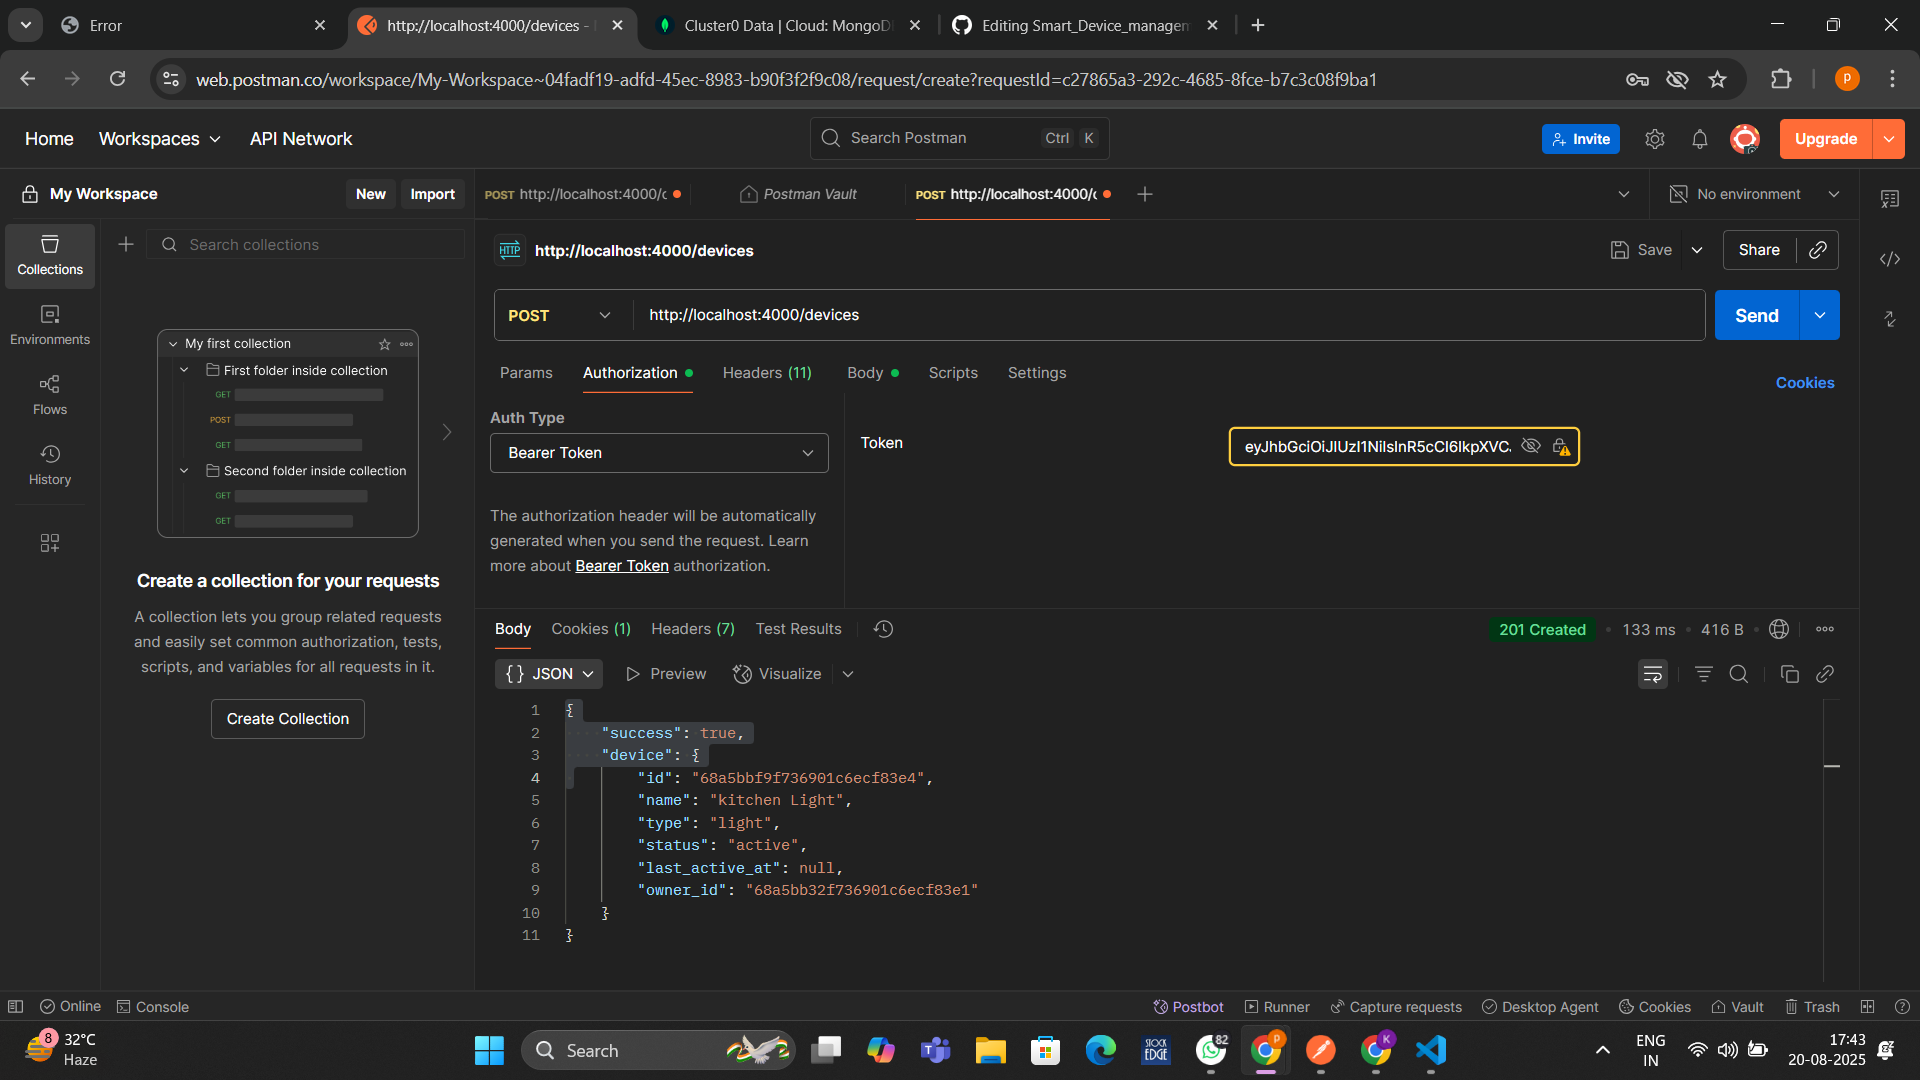 Error
http://localhost:4000/devices -
Cluster0 Data | Cloud: MongoD
Editing Smart_Device_managem
web.postman.co/workspace/My-Workspace~04fadf19-adfd-45ec-8983-b90f3f2f9c08/request/create?requestId=c27865a3-292c-4685-8fce-b7c3c08f9ba1
P
Home
Workspaces
API Network
Search Postman
Ctrl
K
Invite
Upgrade
My Workspace
New
Import
POST http://localhost:4000/
Postman Vault
POST http://localhost:4000/
No environment
Search collections
Collections
Environments
Flows
History
My first collection
First folder inside collection
GET
POST
GET
Second folder inside collection
GET
GET
Create a collection for your requests
A collection lets you group related requests
and easily set common authorization, tests,
scripts, and variables for all requests in it.
Create Collection
HTTP
http://localhost:4000/devices
Save
Share
POST
http://localhost:4000/devices
Send
Params
Authorization
Headers (11)
Body
Scripts
Settings
Cookies
Auth Type
Bearer Token
The authorization header will be automatically
generated when you send the request. Learn
more about Bearer Token authorization.
Token
eyJhbGciOiJIUzI1NiIsInR5cCI6IkpXVC.
Body
Cookies (1)
Headers (7)
Test Results
201 Created
133 ms
416 B
{} JSON
Preview
Visualize
1 {
2 "success": true,
3 "device": {
4 "id": "68a5bbf9f736901c6ecf83e4",
5 "name": "kitchen Light",
6 "type": "light",
7 "status": "active",
8 "last_active_at": null,
9 "owner_id": "68a5bb32f736901c6ecf83e1"
10 }
11 }
Online
Console
Postbot
Runner
Capture requests
Desktop Agent
Cookies
Vault
Trash
8
32°C
Haze
Search
STOCK
EDGE
82
P
K
ENG
IN
17:43
20-08-2025